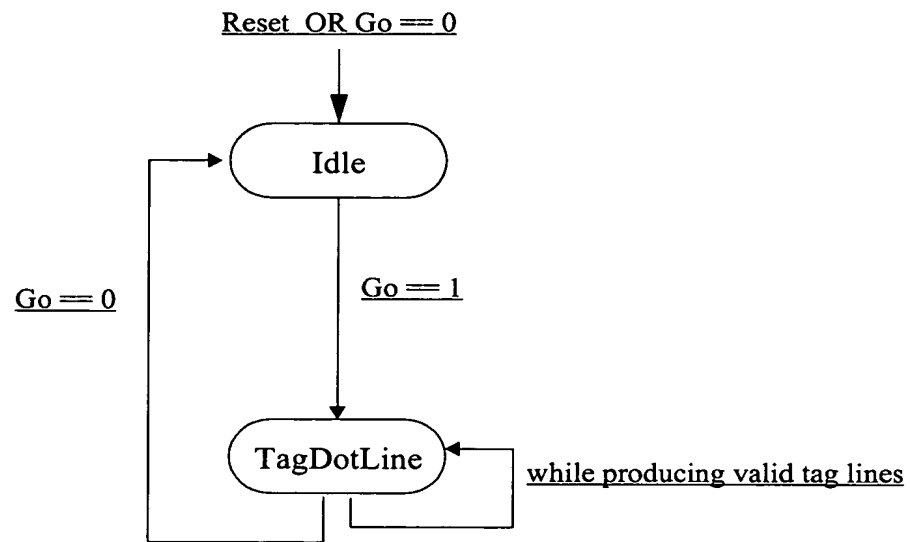 Reset OR Go == 0
Idle
Go == 0
Go == 1
TagDotLine
while producing valid tag lines